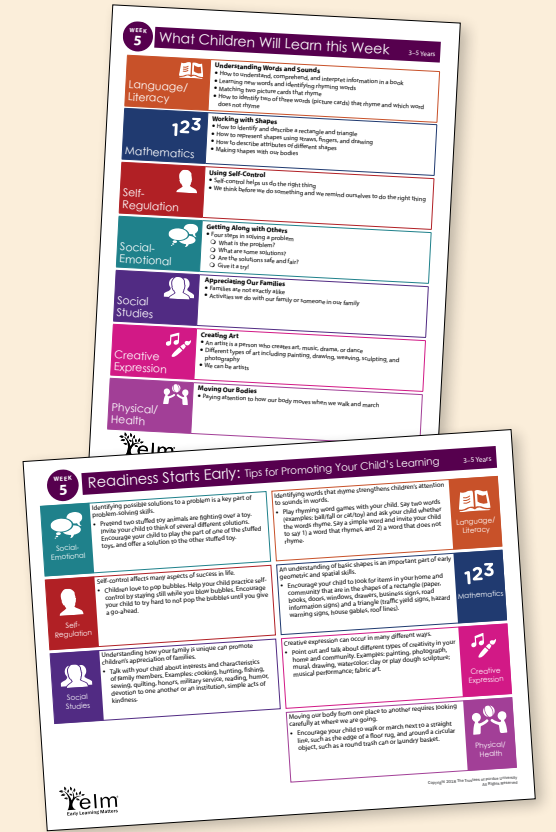 WEEK
5
What Children Will Learn this Week
3–5 Years
Language/
Literacy
Understanding Words and Sounds
• How to understand, comprehend, and interpret information in a book
• Learning new words and identifying rhyming words
• Matching two picture cards that rhyme
• How to identify two of three words (picture cards) that rhyme and which word
does not rhyme
123
Mathematics
Working with Shapes
• How to identify and describe a rectangle and triangle
• How to represent shapes using straws, fingers, and drawing
• How to describe attributes of different shapes
• Making shapes with our bodies
Self-
Regulation
Using Self-Control
• Self-control helps us do the right thing
• We think before we do something and we remind ourselves to do the right thing
Social-
Emotional
Getting Along with Others
• Four steps in solving a problem
What is the problem?
What are some solutions?
Are the solutions safe and fair?
Give it a try!
Social
Studies
Appreciating Our Families
• Families are not exactly alike
• Activities we do with our family or someone in our family
Creative
Expression
Creating Art
• An artist is a person who creates art, music, drama, or dance
• Different types of art including painting, drawing, weaving, sculpting, and
photography
• We can be artists
Physical/
Health
Moving Our Bodies
• Paying attention to how our body moves when we walk and march
elm
WEEK
5
Readiness Starts Early: Tips for Promoting Your Child's Learning
3–5 Years
Social-
Emotional
Identifying possible solutions to a problem is a key part of
problem-solving skills.
• Pretend two stuffed toy animals are fighting over a toy.
Invite your child to think of several different solutions.
Encourage your child to play the part of one of the stuffed
toys, and offer a solution to the other stuffed toy.
Self-
Regulation
Self-control affects many aspects of success in life.
• Children love to pop bubbles. Help your child practice self-
control by staying still while you blow bubbles. Encourage
your child to try hard to not pop the bubbles until you give
a go-ahead.
Social
Studies
Understanding how your family is unique can promote
children's appreciation of families.
• Talk with your child about interests and characteristics
of family members. Examples: cooking, hunting, fishing,
sewing, quilting, honors, military service, reading, humor,
devotion to one another or an institution, simple acts of
kindness.
Identifying words that rhyme strengthens children's attention
to sounds in words.
• Play rhyming word games with your child. Say two words
(examples: ball/fall or cat/toy) and ask your child whether
the words rhyme. Say a simple word and invite your child
to say 1) a word that rhymes, and 2) a word that does not
rhyme.
Language/
Literacy
An understanding of basic shapes is an important part of early
geometric and spatial skills.
• Encourage your child to look for items in your home and
community that are in the shapes of a rectangle (paper,
books, doors, windows, drawers, business signs, road
information signs) and a triangle (traffic yield signs, hazard
warning signs, house gables, roof lines).
123
Mathematics
Creative expression can occur in many different ways.
• Point out and talk about different types of creativity in your
home and community. Examples: painting, photograph,
mural, drawing, watercolor; clay or play dough sculpture;
musical performance; fabric art.
Creative
Expression
Moving our body from one place to another requires looking
carefully at where we are going.
• Encourage your child to walk or march next to a straight
line, such as the edge of a floor rug, and around a circular
object, such as a round trash can or laundry basket.
Physical/
Health
elm
Early Learning Matters
Copyright 2018 The Trustees of Purdue University.
All Rights Reserved.